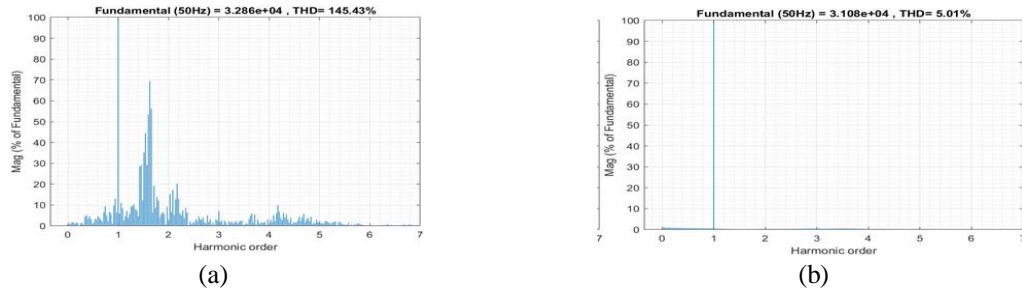 Fundamental (50Hz) = 3.286e+04 , THD= 145.43%
100
90
80
70
60
50
40
30
20
10
0
Mag (% of Fundamental)
0 1 2 3 4 5 6 7
Harmonic order
(a)
Fundamental (50Hz) = 3.108e+04 , THD= 5.01%
100
90
80
70
60
50
40
30
20
10
0
Mag (% of Fundamental)
7
0 1 2 3 4 5 6 7
Harmonic order
(b)